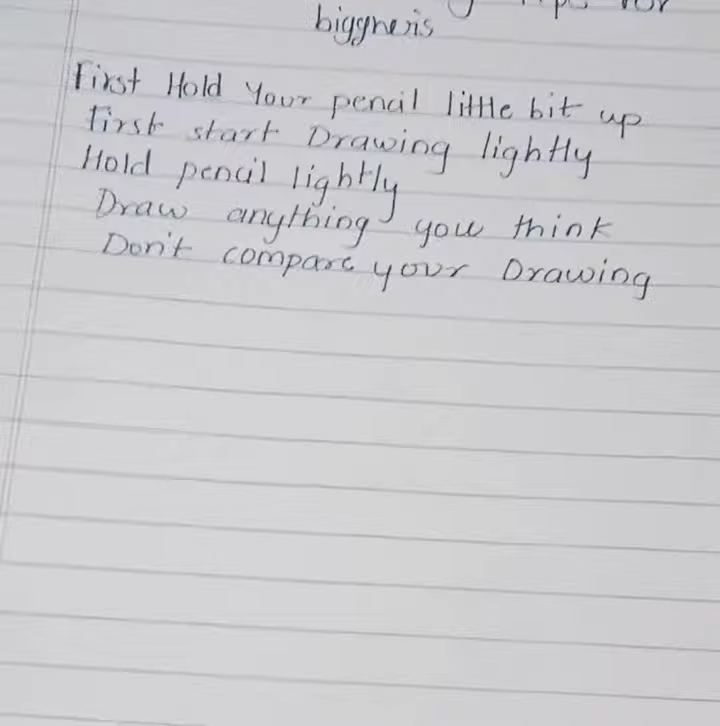 for
biggneris
First Hold Your pencil little bit up
first start Drawing lightly
Hold pencil lightly
Draw anything you think
Don't compare your Drawing